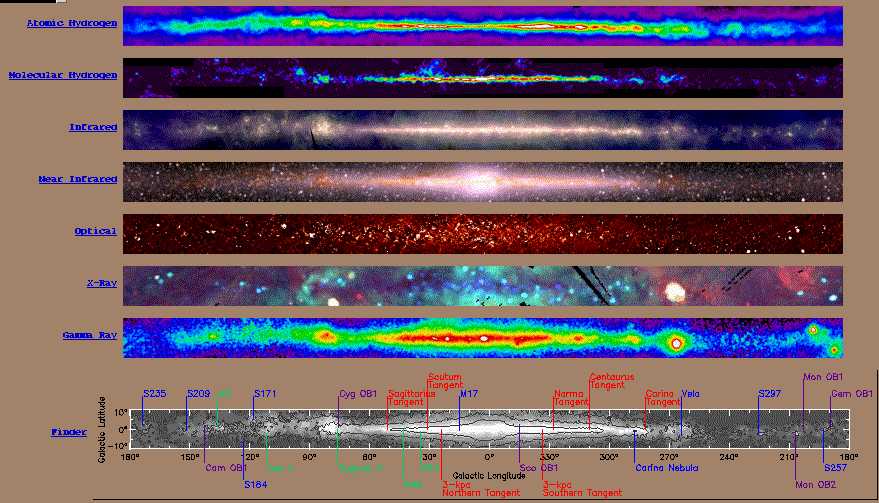 Atomic Hydrogen
Molecular Hydrogen
Infrared
Near Infrared
Optical
X-Ray
Gamma Ray
Scutum Tangent
Centaurus Tangent
Mon OB1
S235 S209 S171 Cyg OB1 Sagittarius Tangent M17 Norma Tangent Carina Tangent Vela S297 Gem OB1
Finder
Galactic Latitude
10°
0°
-10°
180° 150° 120° 90° 60° 30° 0° 330° 300° 270° 240° 210° 180°
Cam OB1 Cas A Sco OB1 Carina Nebula S257
Galactic Longitude
S184 3-kpc Northern Tangent 3-kpc Southern Tangent Mon OB2